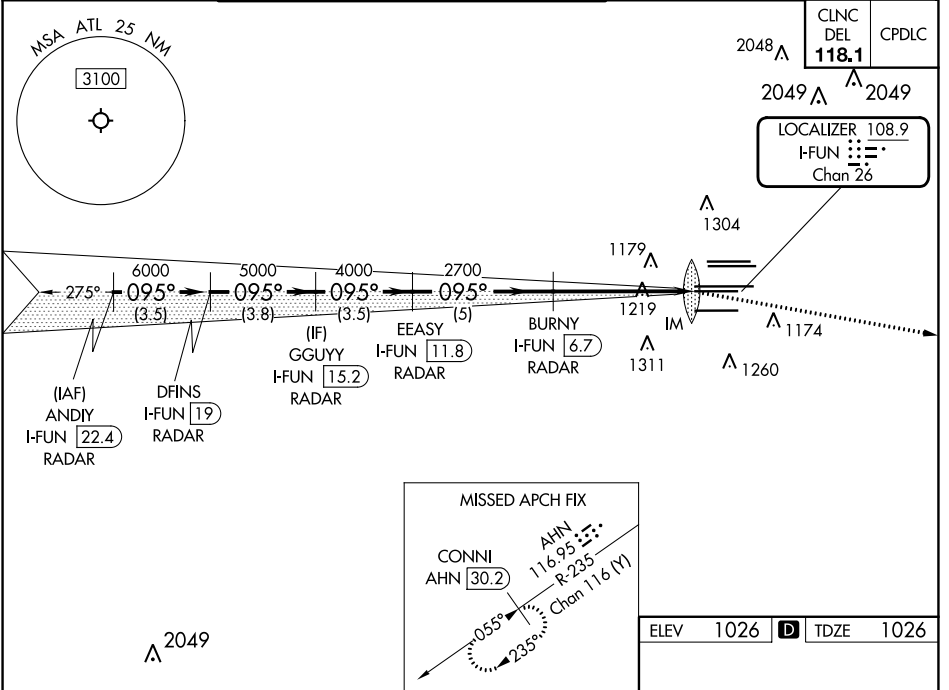 MSA ATL 25 NM
3100
CLNC
DEL
118.1
CPDLC
2048
2049
2049
LOCALIZER 108.9
I-FUN
Chan 26
1304
1179
1219
IM
1311
1174
1260
275°
6000
095°
(3.5)
5000
095°
(3.8)
4000
095°
(3.5)
2700
095°
(5)
(IAF)
ANDIY
I-FUN 22.4
RADAR
DFINS
I-FUN 19
RADAR
(IF)
GGUYY
I-FUN 15.2
RADAR
EEASY
I-FUN 11.8
RADAR
BURNY
I-FUN 6.7
RADAR
MISSED APCH FIX
CONNI
AHN 30.2
AHN
116.95
R-235
Chan 116 (Y)
055°
235°
2049
ELEV 1026 D TDZE 1026